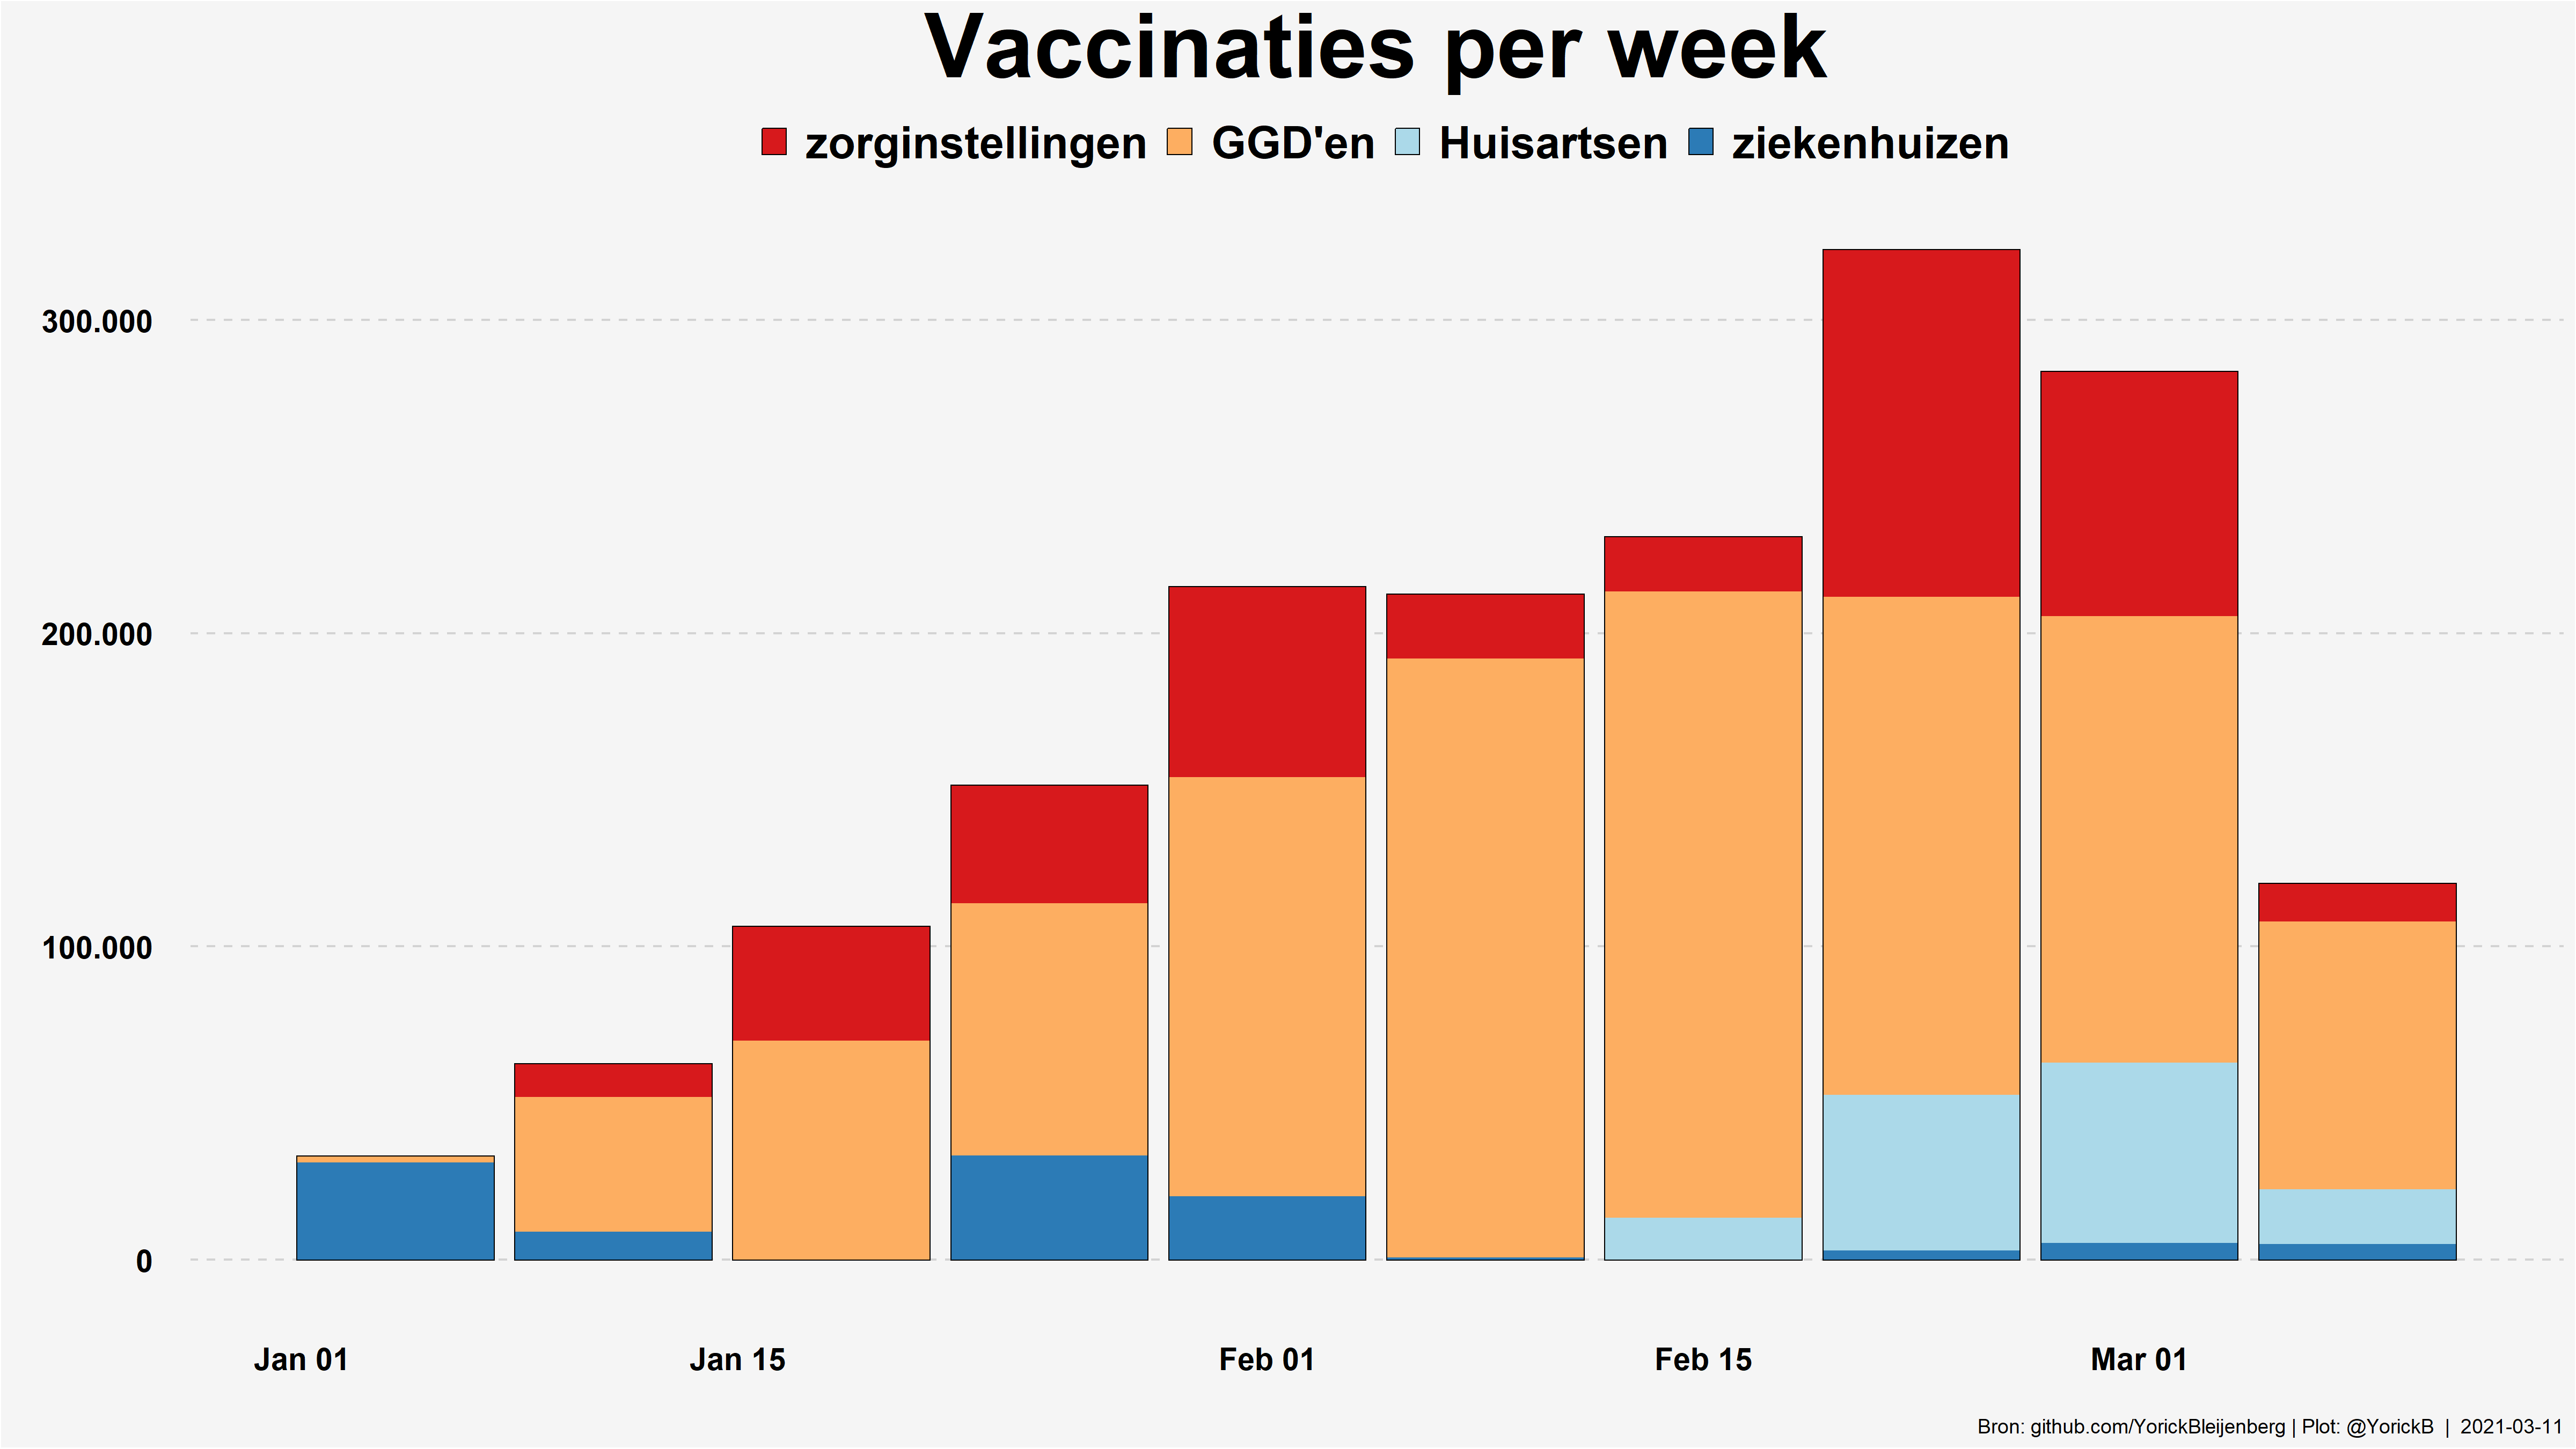 Vaccinaties per week
zorginstellingen GGD'en Huisartsen ziekenhuizen
300.000
200.000
100.000
0
Jan 01 Jan 15 Feb 01 Feb 15 Mar 01
Bron: github.com/YorickBleijenberg | Plot: @YorickB | 2021-03-11